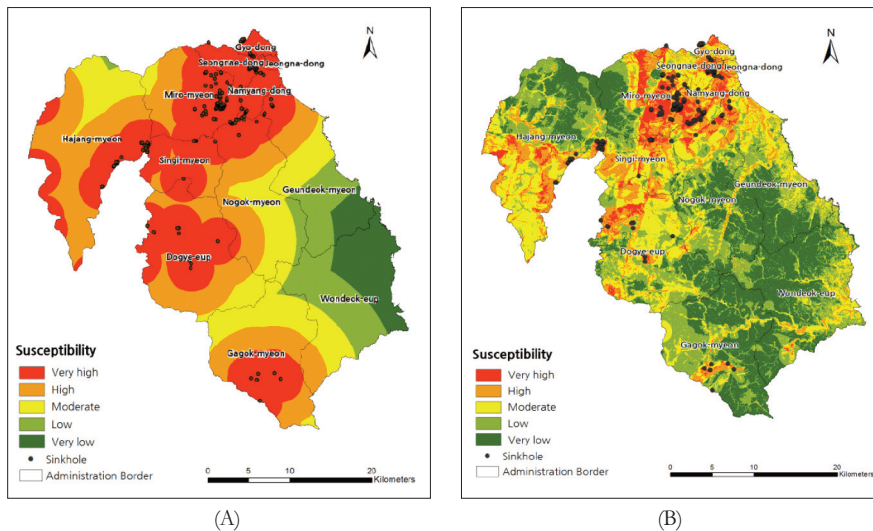 N
Gyo-dong
Seongnae-dong
Jeongna-dong
Miro-myeon
Namyang-dong
Hajang-myeon
Singi-myeon
Geundeok-myeon
Nogok-myeon
Dogye-eup
Wondeok-eup
Gagok-myeon
Susceptibility
Very high
High
Moderate
Low
Very low
Sinkhole
Administration Border
0 5 10 20
Kilometers
(A)
N
Gyo-dong
Seongnae-dong
Jeongna-dong
Miro-myeon
Namyang-dong
Hajang-myeon
Singi-myeon
Geundeok-myeon
Nogok-myeon
Dogye-eup
Wondeok-eup
Gagok-myeon
Susceptibility
Very high
High
Moderate
Low
Very low
Sinkhole
Administration Border
0 5 10 20
Kilometers
(B)